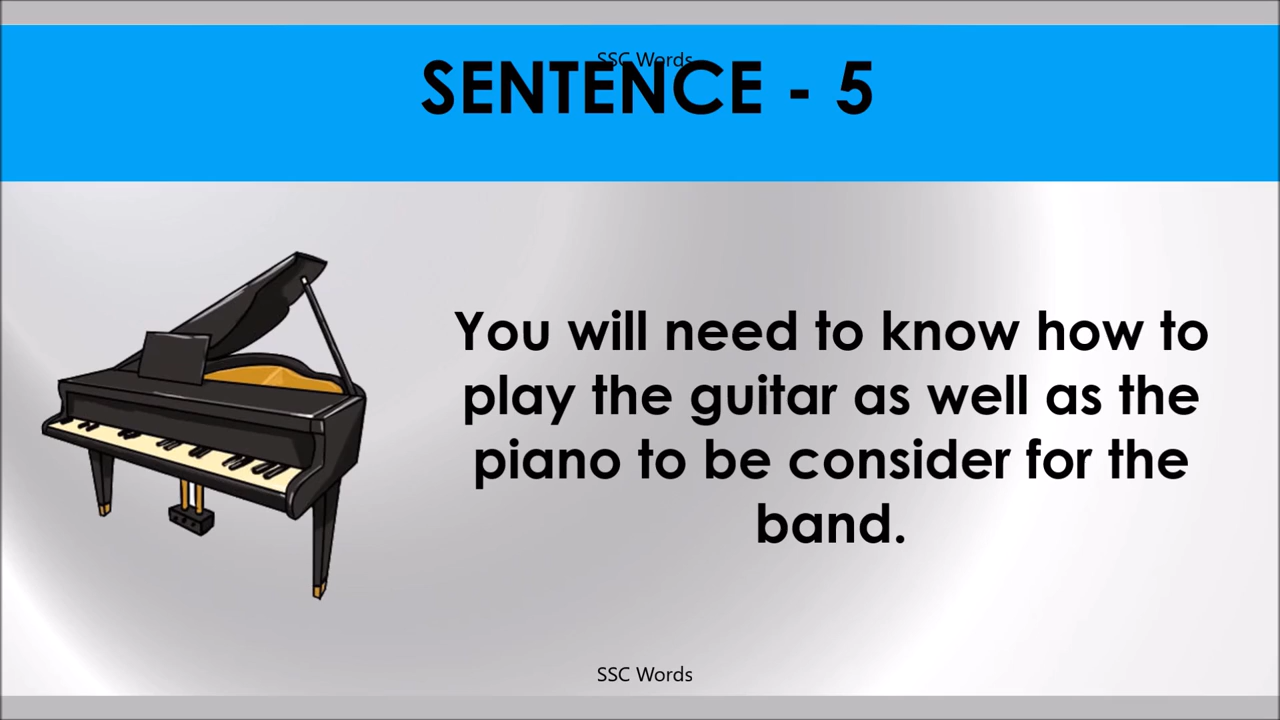 SSC Words
SENTENCE - 5
You will need to know how to
play the guitar as well as the
piano to be consider for the
band.
SSC Words